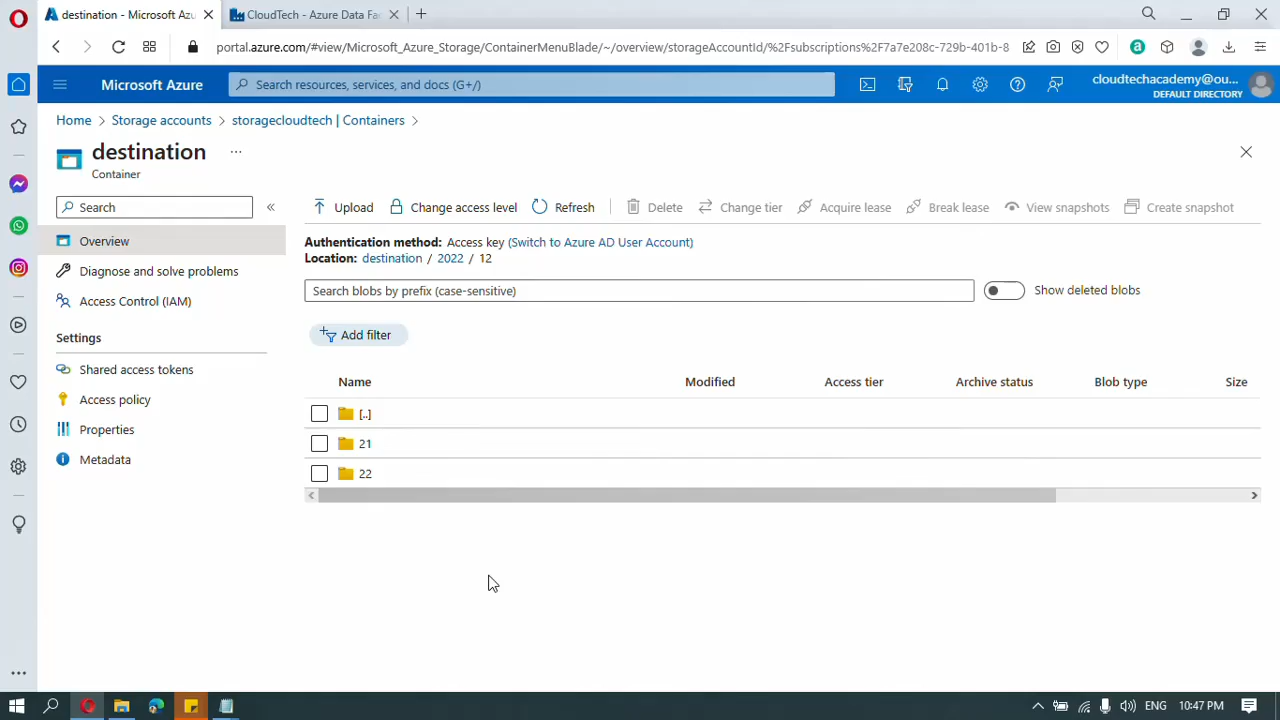 destination - Microsoft Az
CloudTech - Azure Data Fa
portal.azure.com/#view/Microsoft_Azure_Storage/ContainerMenuBlade/~/overview/storageAccountId/%2Fsubscriptions%2F7a7e208c-729b-401b-8
Microsoft Azure
Search resources, services, and docs (G+/)
cloudtechacademy@ou...
DEFAULT DIRECTORY
Home > Storage accounts > storagecloudtech | Containers >
destination ...
Container
Search
«
Upload
Change access level
Refresh
Delete
Change tier
Acquire lease
Break lease
View snapshots
Create snapshot
Overview
Diagnose and solve problems
Access Control (IAM)
Settings
Shared access tokens
Access policy
Properties
Metadata
Authentication method: Access key (Switch to Azure AD User Account)
Location: destination / 2022 / 12
Search blobs by prefix (case-sensitive)
Show deleted blobs
Add filter
Name Modified Access tier Archive status Blob type Size
[..]
21
22
ENG 10:47 PM